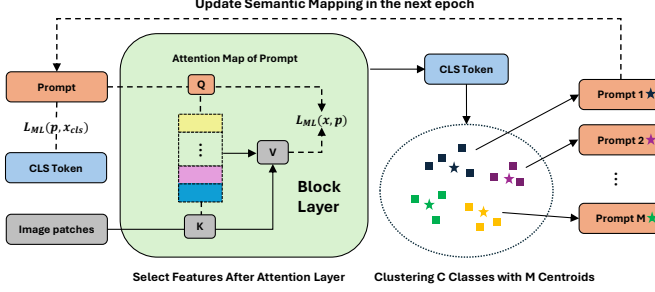 Update Semantic Mapping in the next epoch
Attention Map of Prompt
Prompt
Q
CLS Token
Prompt 1
L_ML(p, x_cls)
L_ML(x, p)
Prompt 2
CLS Token
V
⋮
⋮
Block
Layer
Image patches
K
Prompt M
Select Features After Attention Layer
Clustering C Classes with M Centroids